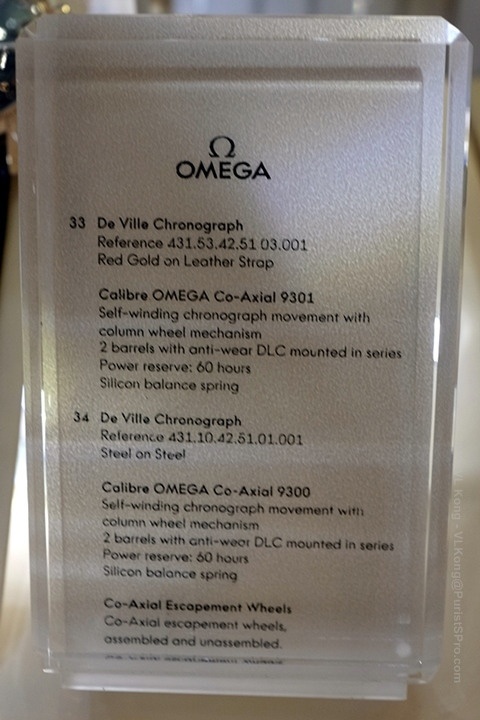 Ω
OMEGA
33 De Ville Chronograph
Reference 431.53.42.51 03.001
Red Gold on Leather Strap
Calibre OMEGA Co-Axial 9301
Self-winding chronograph movement with
column wheel mechanism
2 barrels with anti-wear DLC mounted in series
Power reserve: 60 hours
Silicon balance spring
34 De Ville Chronograph
Reference 431.10.42.51.01.001
Steel on Steel
Calibre OMEGA Co-Axial 9300
Self-winding chronograph movement with
column wheel mechanism
2 barrels with anti-wear DLC mounted in series
Power reserve: 60 hours
Silicon balance spring
Co-Axial Escapement Wheels
Co-Axial escapement wheels,
assembled and unassembled.
Kong - VI.Kong@PuristSPro.com